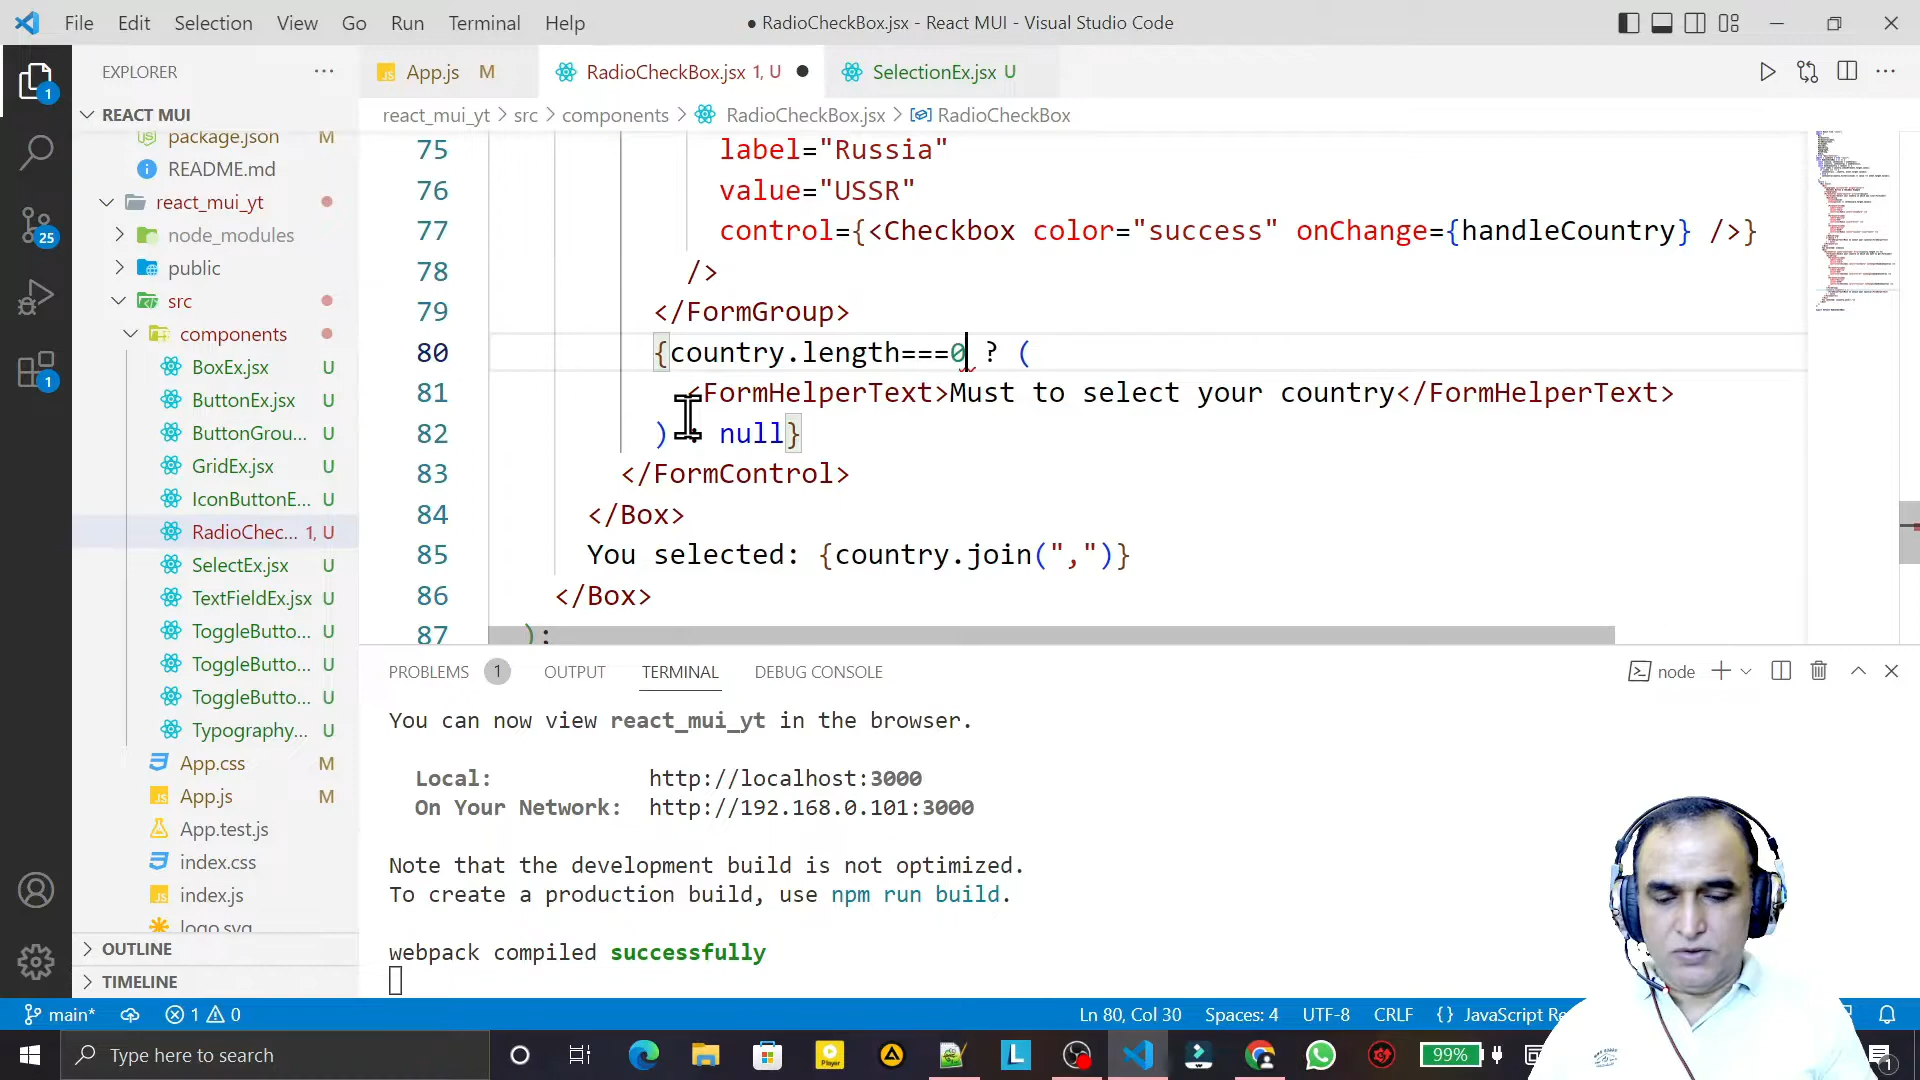 File Edit Selection View Go Run Terminal Help
● RadioCheckBox.jsx - React MUI - Visual Studio Code
EXPLORER ...
App.js M
RadioCheckBox.jsx 1, U ●
SelectionEx.jsx U
REACT MUI
react_mui_yt > src > components > RadioCheckBox.jsx > RadioCheckBox
package.json M
README.md
react_mui_yt
node_modules
public
src
components
BoxEx.jsx U
ButtonEx.jsx U
ButtonGrou... U
GridEx.jsx U
IconButtonE... U
RadioChec... 1, U
SelectEx.jsx U
TextFieldEx.jsx U
ToggleButto... U
ToggleButto... U
ToggleButto... U
Typography... U
App.css M
App.js M
App.test.js
index.css
index.js
logo.svg
OUTLINE
TIMELINE
1
25
1
75 label="Russia"
76 value="USSR"
77 control={<Checkbox color="success" onChange={handleCountry} />}
78 />
79 </FormGroup>
80 {country.length===0 ? (
81 <FormHelperText>Must to select your country</FormHelperText>
82 ) : null}
83 </FormControl>
84 </Box>
85 You selected: {country.join(",")}
86 </Box>
87 );
PROBLEMS 1 OUTPUT TERMINAL DEBUG CONSOLE
node
You can now view react_mui_yt in the browser.
Local: http://localhost:3000
On Your Network: http://192.168.0.101:3000
Note that the development build is not optimized.
To create a production build, use npm run build.
webpack compiled successfully
main* 1 0
Ln 80, Col 30 Spaces: 4 UTF-8 CRLF {} JavaScript Re
Type here to search
L
Player
99%
1